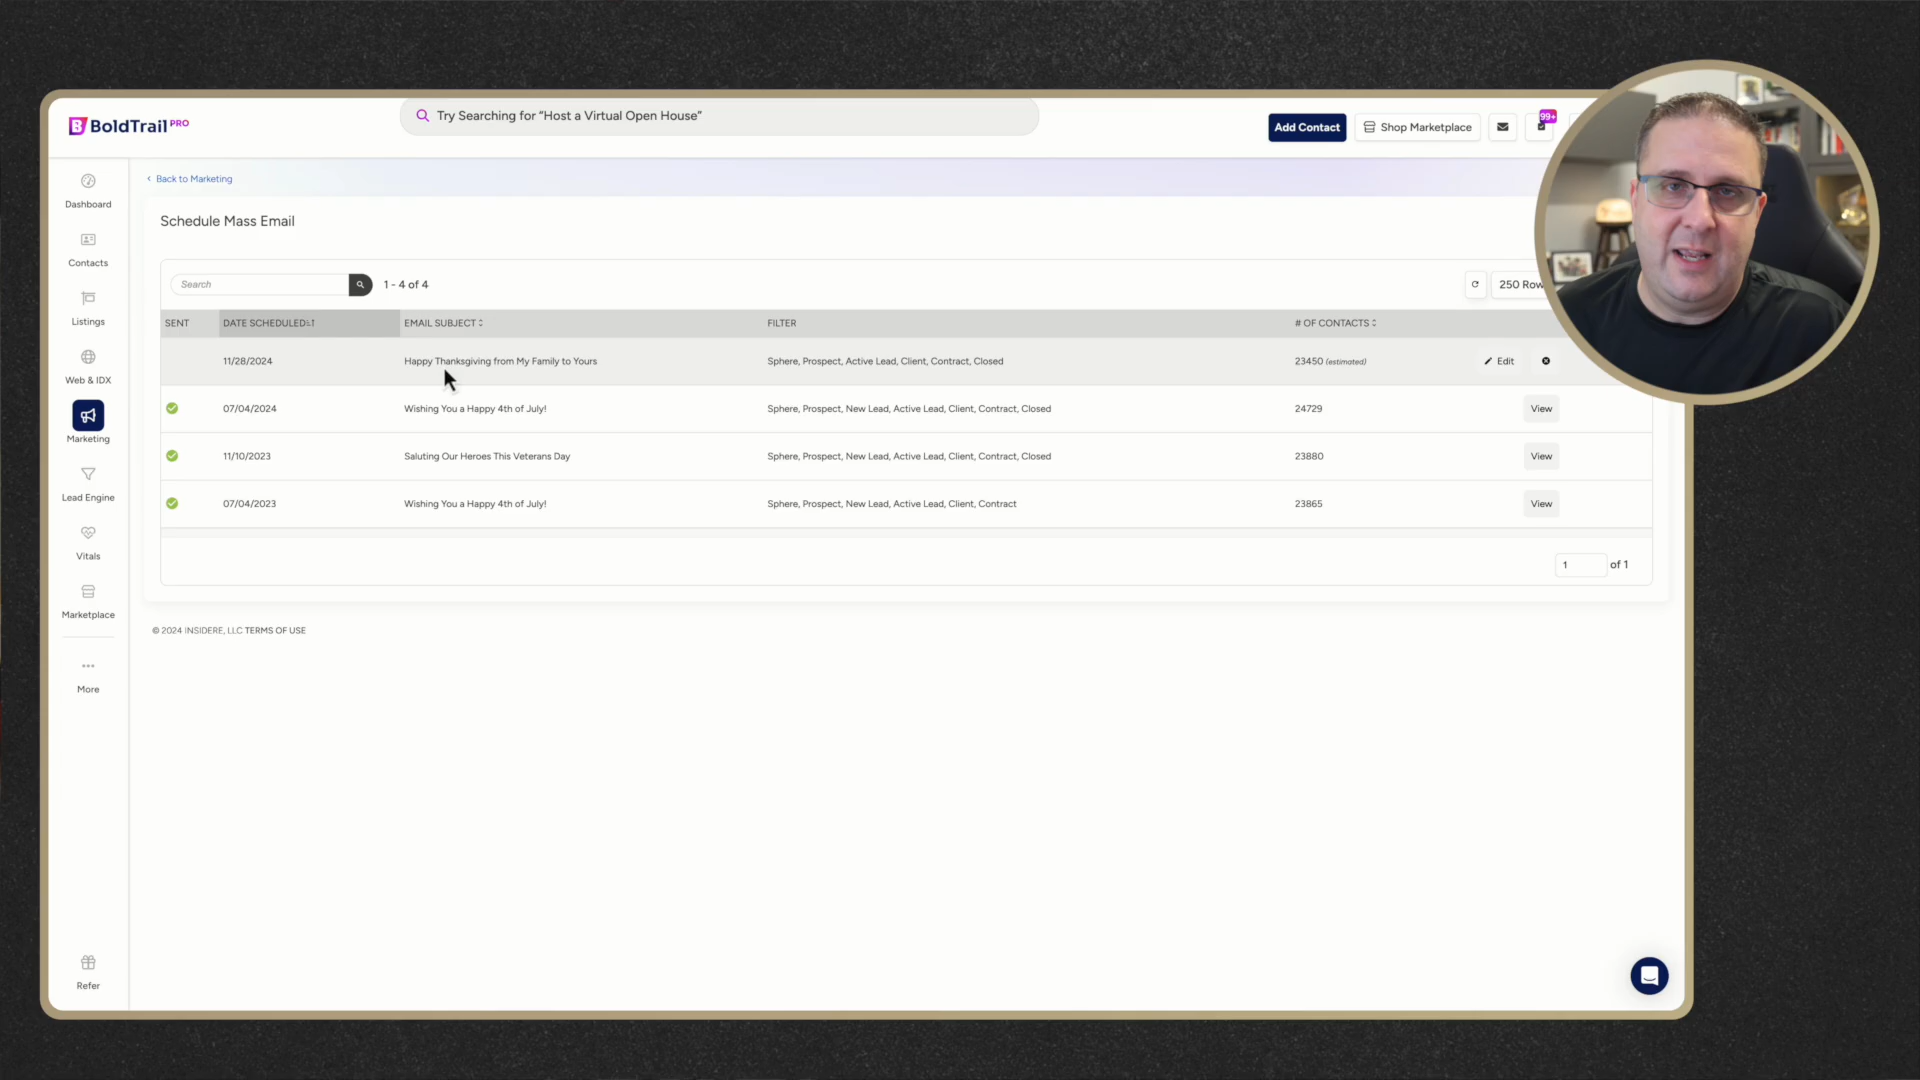 BoldTrail PRO
Try Searching for “Host a Virtual Open House”
Add Contact
Shop Marketplace
99+
Back to Marketing
Dashboard
Contacts
Listings
Web & IDX
Marketing
Lead Engine
Vitals
Marketplace
More
Refer
Schedule Mass Email
Search
1 - 4 of 4
250 Row
SENT DATE SCHEDULED EMAIL SUBJECT FILTER # OF CONTACTS
11/28/2024 Happy Thanksgiving from My Family to Yours Sphere, Prospect, Active Lead, Client, Contract, Closed 23450 (estimated) Edit
07/04/2024 Wishing You a Happy 4th of July! Sphere, Prospect, New Lead, Active Lead, Client, Contract, Closed 24729 View
11/10/2023 Saluting Our Heroes This Veterans Day Sphere, Prospect, New Lead, Active Lead, Client, Contract, Closed 23880 View
07/04/2023 Wishing You a Happy 4th of July! Sphere, Prospect, New Lead, Active Lead, Client, Contract 23865 View
1 of 1
© 2024 INSIDERE, LLC TERMS OF USE